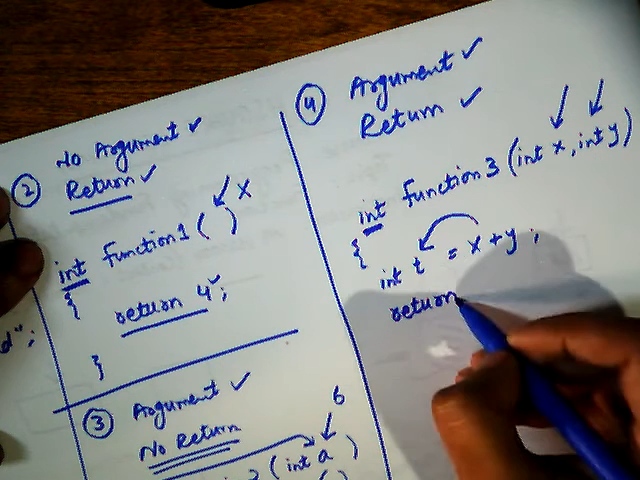 ② No Argument ✓
Return ✓
int function1 ( ) x
{
return 4 ;
}
d";
③ Argument ✓
No Return
6
( int a )
④ Argument ✓
Return ✓
int function3 (int x, int y)
{
int t = x + y ;
return